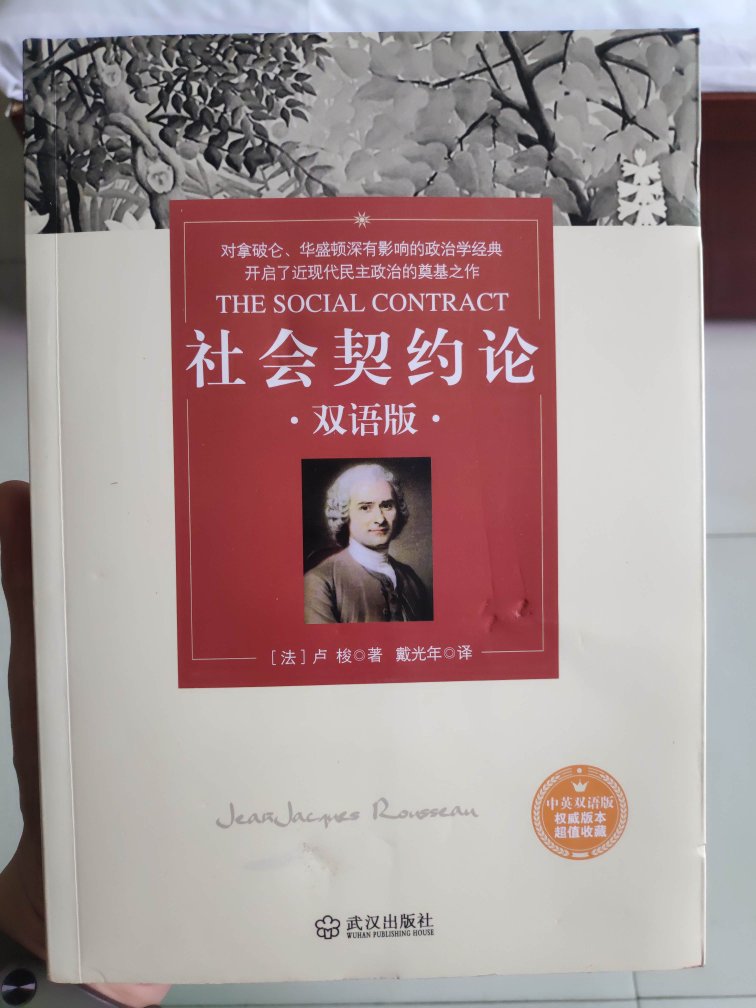 对拿破仑、华盛顿深有影响的政治学经典
开启了近现代民主政治的奠基之作
THE SOCIAL CONTRACT
社会契约论
·双语版·
[法]卢 梭◎著 戴光年◎译
Jean Jacques Rousseau
中英双语版
权威版本
超值收藏
武汉出版社
WUHAN PUBLISHING HOUSE